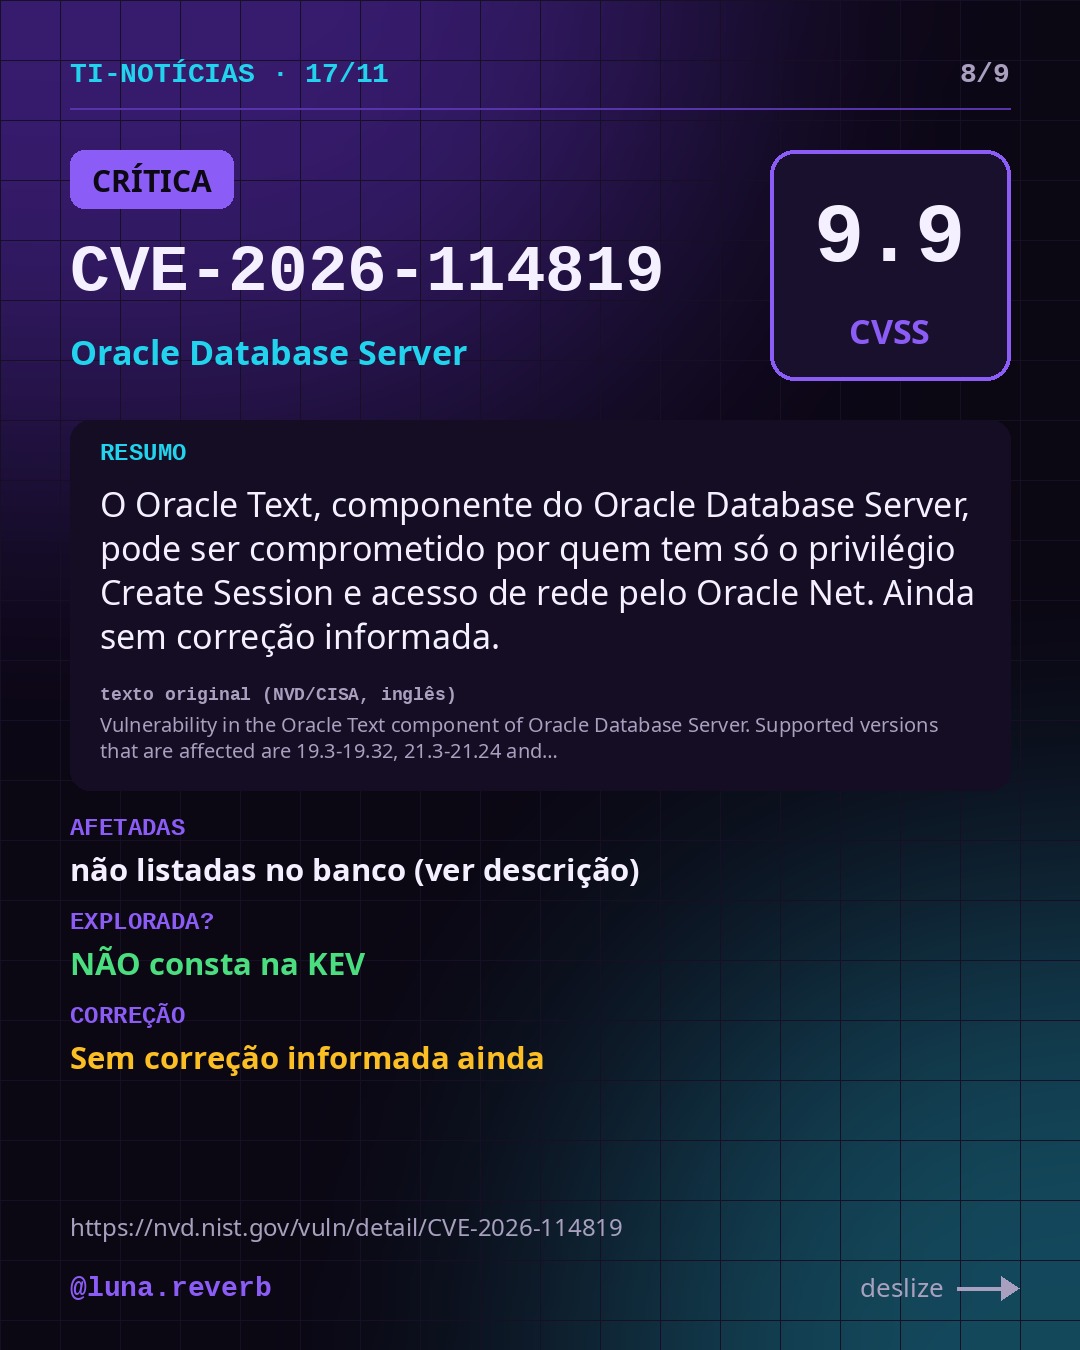 TI-NOTÍCIAS · 17/11
8/9
CRÍTICA
CVE-2026-114819
Oracle Database Server
9.9
CVSS
RESUMO
O Oracle Text, componente do Oracle Database Server,
pode ser comprometido por quem tem só o privilégio
Create Session e acesso de rede pelo Oracle Net. Ainda
sem correção informada.
texto original (NVD/CISA, inglês)
Vulnerability in the Oracle Text component of Oracle Database Server. Supported versions
that are affected are 19.3-19.32, 21.3-21.24 and...
AFETADAS
não listadas no banco (ver descrição)
EXPLORADA?
NÃO consta na KEV
CORREÇÃO
Sem correção informada ainda
https://nvd.nist.gov/vuln/detail/CVE-2026-114819
@luna.reverb
deslize